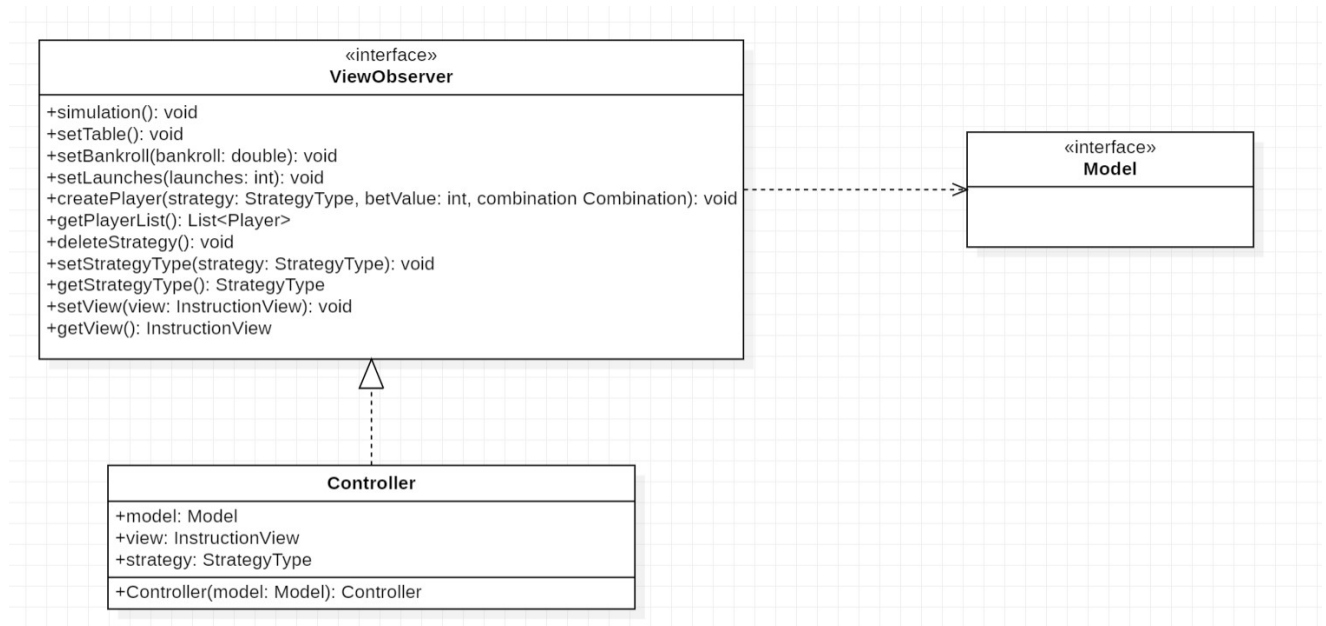 «interface»
ViewObserver
+simulation(): void
+setTable(): void
+setBankroll(bankroll: double): void
+setLaunches(launches: int): void
+createPlayer(strategy: StrategyType, betValue: int, combination Combination): void
+getPlayerList(): List<Player>
+deleteStrategy(): void
+setStrategyType(strategy: StrategyType): void
+getStrategyType(): StrategyType
+setView(view: InstructionView): void
+getView(): InstructionView
«interface»
Model
Controller
+model: Model
+view: InstructionView
+strategy: StrategyType
+Controller(model: Model): Controller